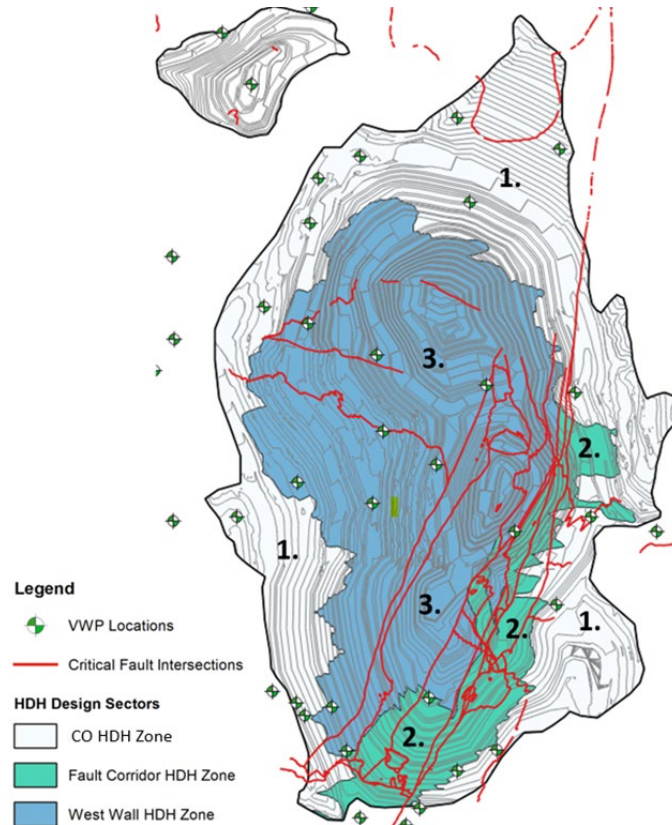 1.
3.
2.
1.
3.
2.
1.
2.
Legend
VWP Locations
Critical Fault Intersections
HDH Design Sectors
CO HDH Zone
Fault Corridor HDH Zone
West Wall HDH Zone